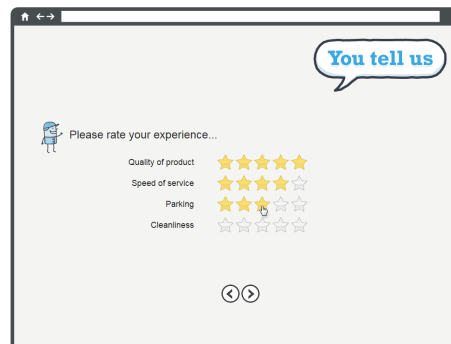 You tell us
Please rate your experience...
Quality of product
Speed of service
Parking
Cleanliness